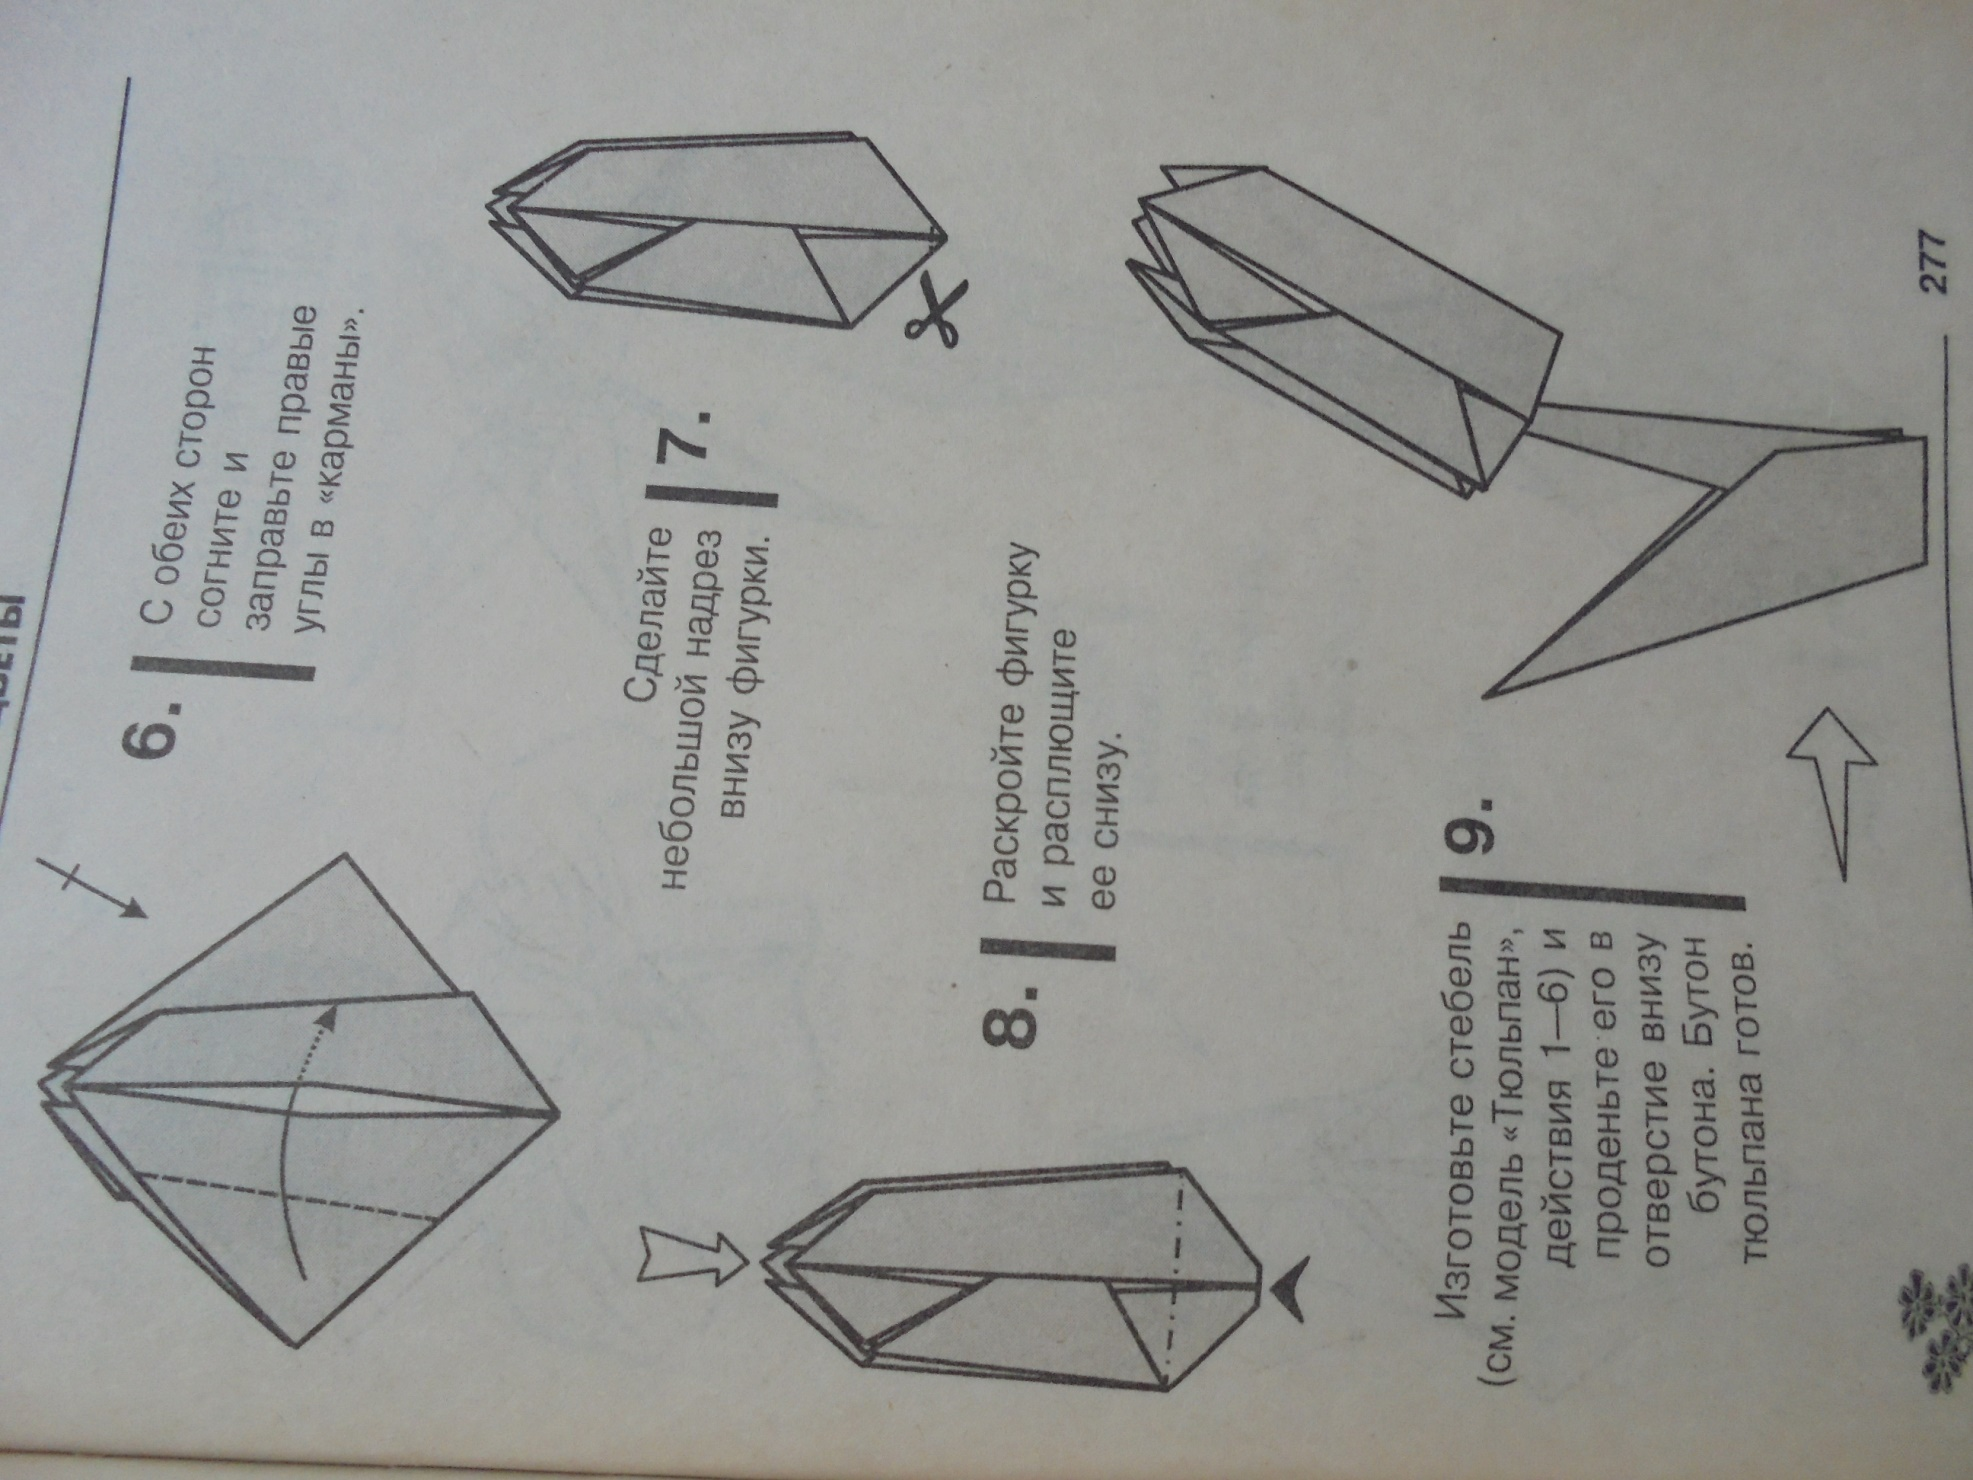 6.
С обеих сторон
согните и
заправьте правые
углы в «карманы».
7.
Сделайте
небольшой надрез
внизу фигурки.
8.
Раскройте фигурку
и расплющите
ее снизу.
9.
Изготовьте стебель
(см. модель «Тюльпан»,
действия 1—6) и
проденьте его в
отверстие внизу
бутона. Бутон
тюльпана готов.
277